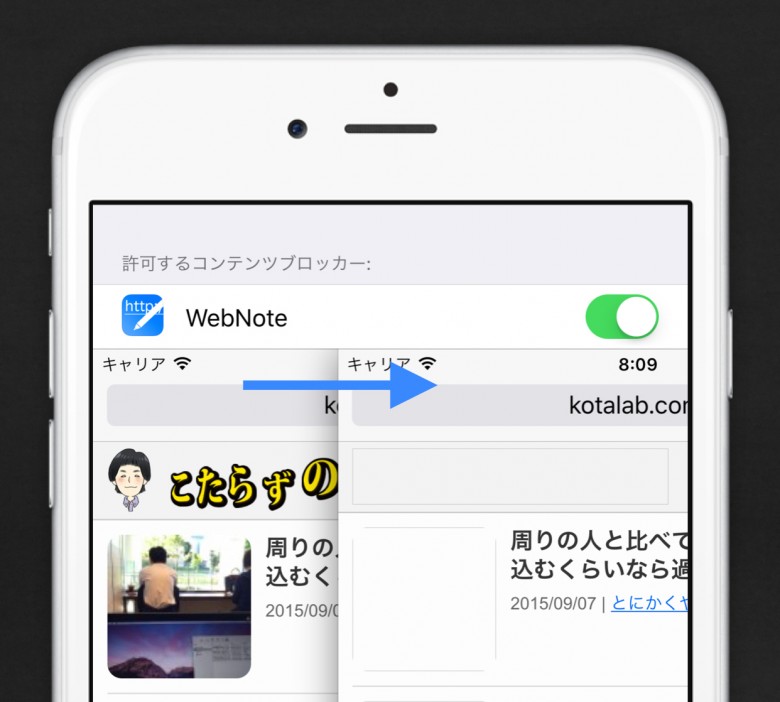 許可するコンテンツブロッカー:
http:/
WebNote
キャリア
k
こたらずの
周りの
込むく
2015/09/0
キャリア
8:09
kotalab.cor
周りの人と比べて
込むくらいなら過
2015/09/07 | とにかくヤ